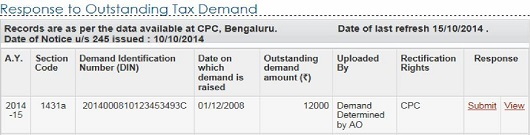 Response to Outstanding Tax Demand
Records are as per the data available at CPC, Bengaluru. Date of last refresh 15/10/2014 .
Date of Notice u/s 245 issued : 10/10/2014
A.Y. Section Code Demand Identification Number (DIN) Date on which demand is raised Outstanding demand amount (₹) Uploaded By Rectification Rights Response
2014-15 1431a 2014000810123453493C 01/12/2008 12000 Demand Determined by AO CPC Submit View